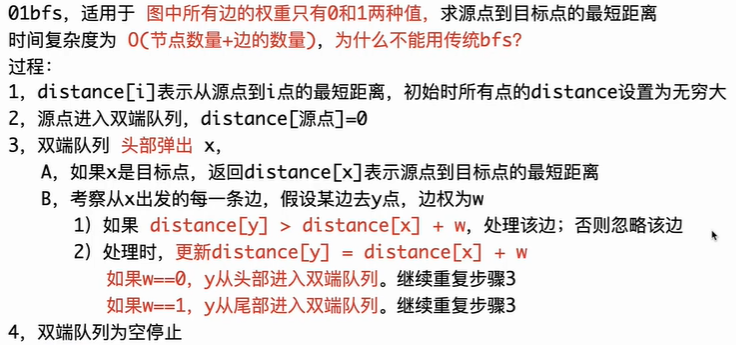 01bfs，适用于 图中所有边的权重只有0和1两种值，求源点到目标点的最短距离
时间复杂度为 O(节点数量+边的数量)，为什么不能用传统bfs？
过程：
1，distance[i]表示从源点到i点的最短距离，初始时所有点的distance设置为无穷大
2，源点进入双端队列，distance[源点]=0
3，双端队列 头部弹出 x，
A，如果x是目标点，返回distance[x]表示源点到目标点的最短距离
B，考察从x出发的每一条边，假设某边去y点，边权为w
1）如果 distance[y] > distance[x] + w，处理该边；否则忽略该边
2）处理时，更新distance[y] = distance[x] + w
如果w==0，y从头部进入双端队列。继续重复步骤3
如果w==1，y从尾部进入双端队列。继续重复步骤3
4，双端队列为空停止